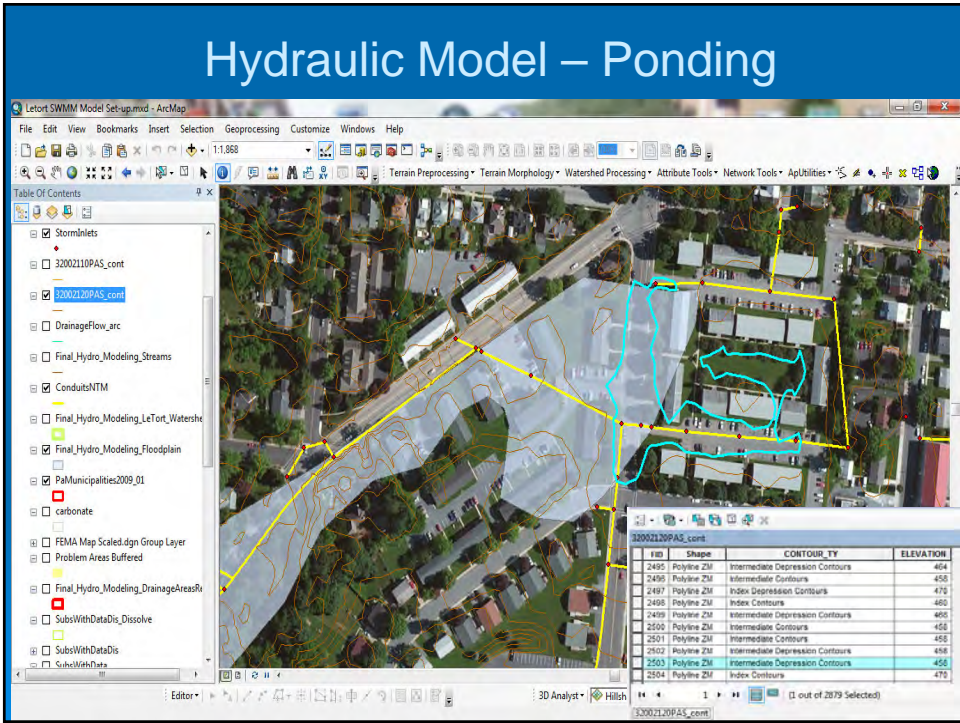 Hydraulic Model – Ponding
Letort SWMM Model Set-up.mxd - ArcMap
File Edit View Bookmarks Insert Selection Geoprocessing Customize Windows Help
1:1,868
Terrain Preprocessing Terrain Morphology Watershed Processing Attribute Tools Network Tools ApUtilities
Table Of Contents
StormInlets
32002110PAS_cont
32002120PAS_cont
DrainageFlow_arc
Final_Hydro_Modeling_Streams
ConduitsNTM
Final_Hydro_Modeling_LeTort_Watershe
Final_Hydro_Modeling_Floodplain
PaMunicipalities2009_01
carbonate
FEMA Map Scaled.dgn Group Layer
Problem Areas Buffered
Final_Hydro_Modeling_DrainageAreasRe
SubsWithDataDis_Dissolve
SubsWithDataDis
SubsWithData
32002120PAS_cont
FID Shape CONTOUR_TY ELEVATION
2495 Polyline ZM Intermediate Depression Contours 464
2496 Polyline ZM Intermediate Contours 458
2497 Polyline ZM Index Depression Contours 470
2498 Polyline ZM Index Contours 460
2499 Polyline ZM Intermediate Depression Contours
2500 Polyline ZM Intermediate Contours 458
2501 Polyline ZM Intermediate Contours 458
2502 Polyline ZM Intermediate Depression Contours 458
2503 Polyline ZM Intermediate Depression Contours 458
2504 Polyline ZM Index Contours 470
1 (1 out of 2879 Selected)
32002120PAS_cont
Editor 3D Analyst Hillsh